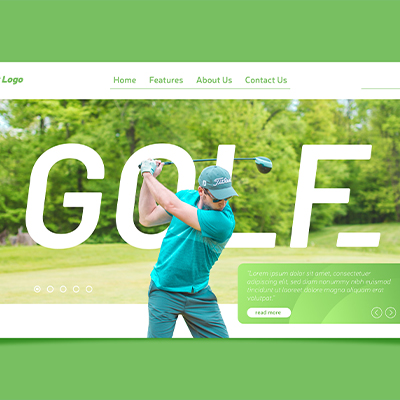 Logo
Home Features About Us Contact Us
GOLF
Titleist
"Lorem ipsum dolor sit amet, consectetuer
adipiscing elit, sed diam nonummy nibh euismod
tincidunt ut laoreet dolore magna aliquam erat
volutpat."
read more